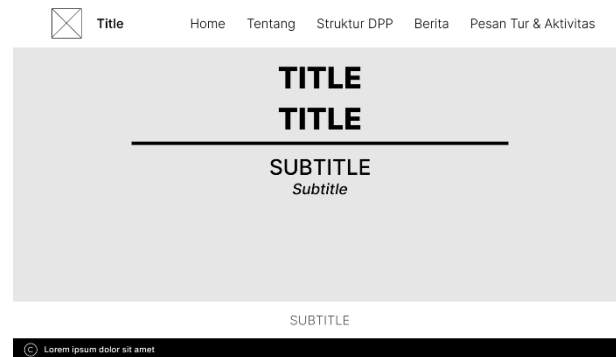 Title Home Tentang Struktur DPP Berita Pesan Tur & Aktivitas
TITLE
TITLE
SUBTITLE
Subtitle
SUBTITLE
© Lorem ipsum dolor sit amet